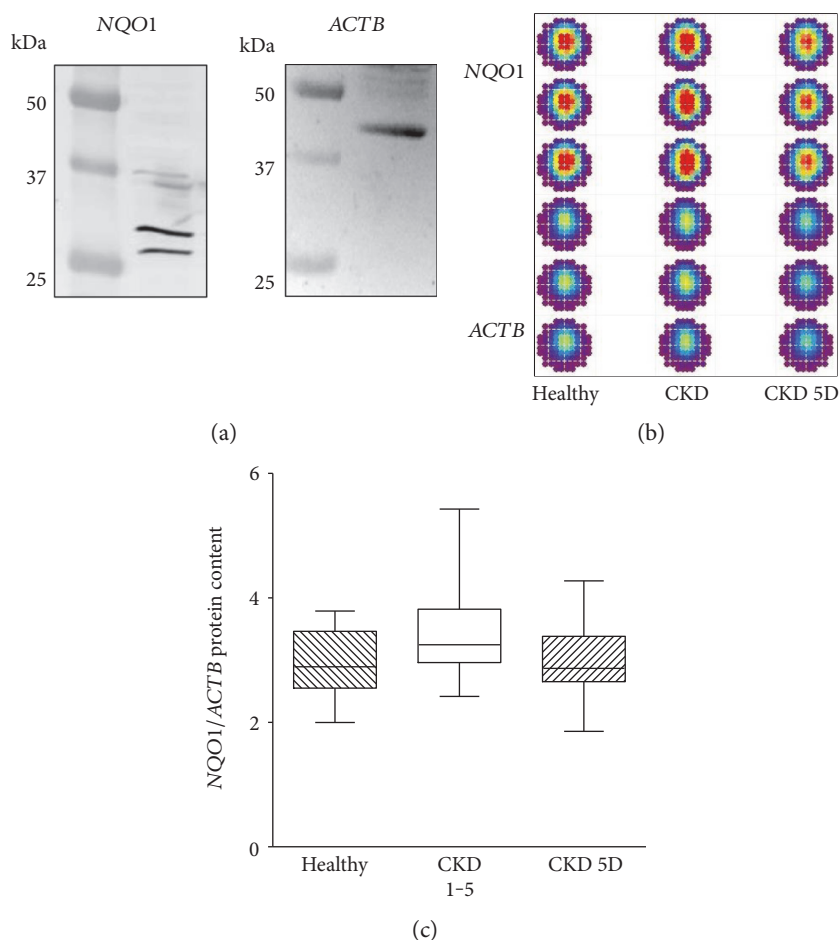 NQO1
kDa
50
37
25
(a)
ACTB
kDa
50
37
25
NQO1
ACTB
Healthy
CKD
CKD 5D
(b)
6
4
2
0
NQO1/ACTB protein content
Healthy
CKD
1-5
CKD 5D
(c)